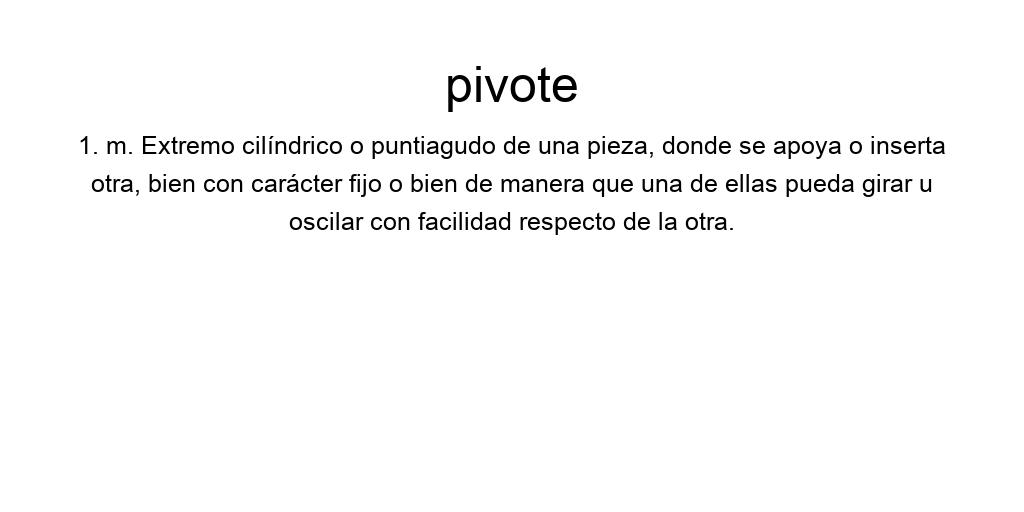 pivote
1. m. Extremo cilíndrico o puntiagudo de una pieza, donde se apoya o inserta
otra, bien con carácter fijo o bien de manera que una de ellas pueda girar u
oscilar con facilidad respecto de la otra.